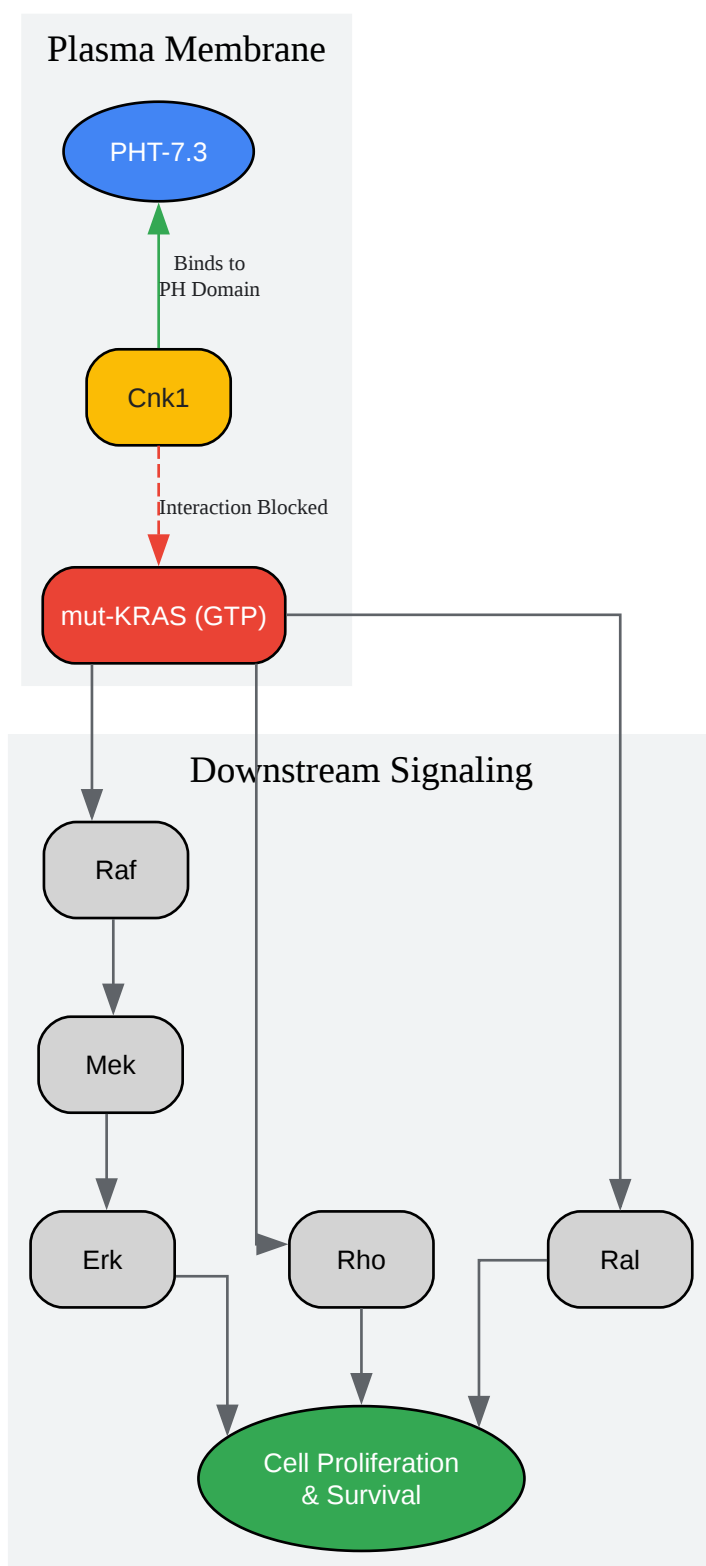 Plasma Membrane
PHT-7.3
Binds to
PH Domain
Cnk1
Interaction Blocked
mut-KRAS (GTP)
Downstream Signaling
Raf
Mek
Erk
Rho
Ral
Cell Proliferation
& Survival